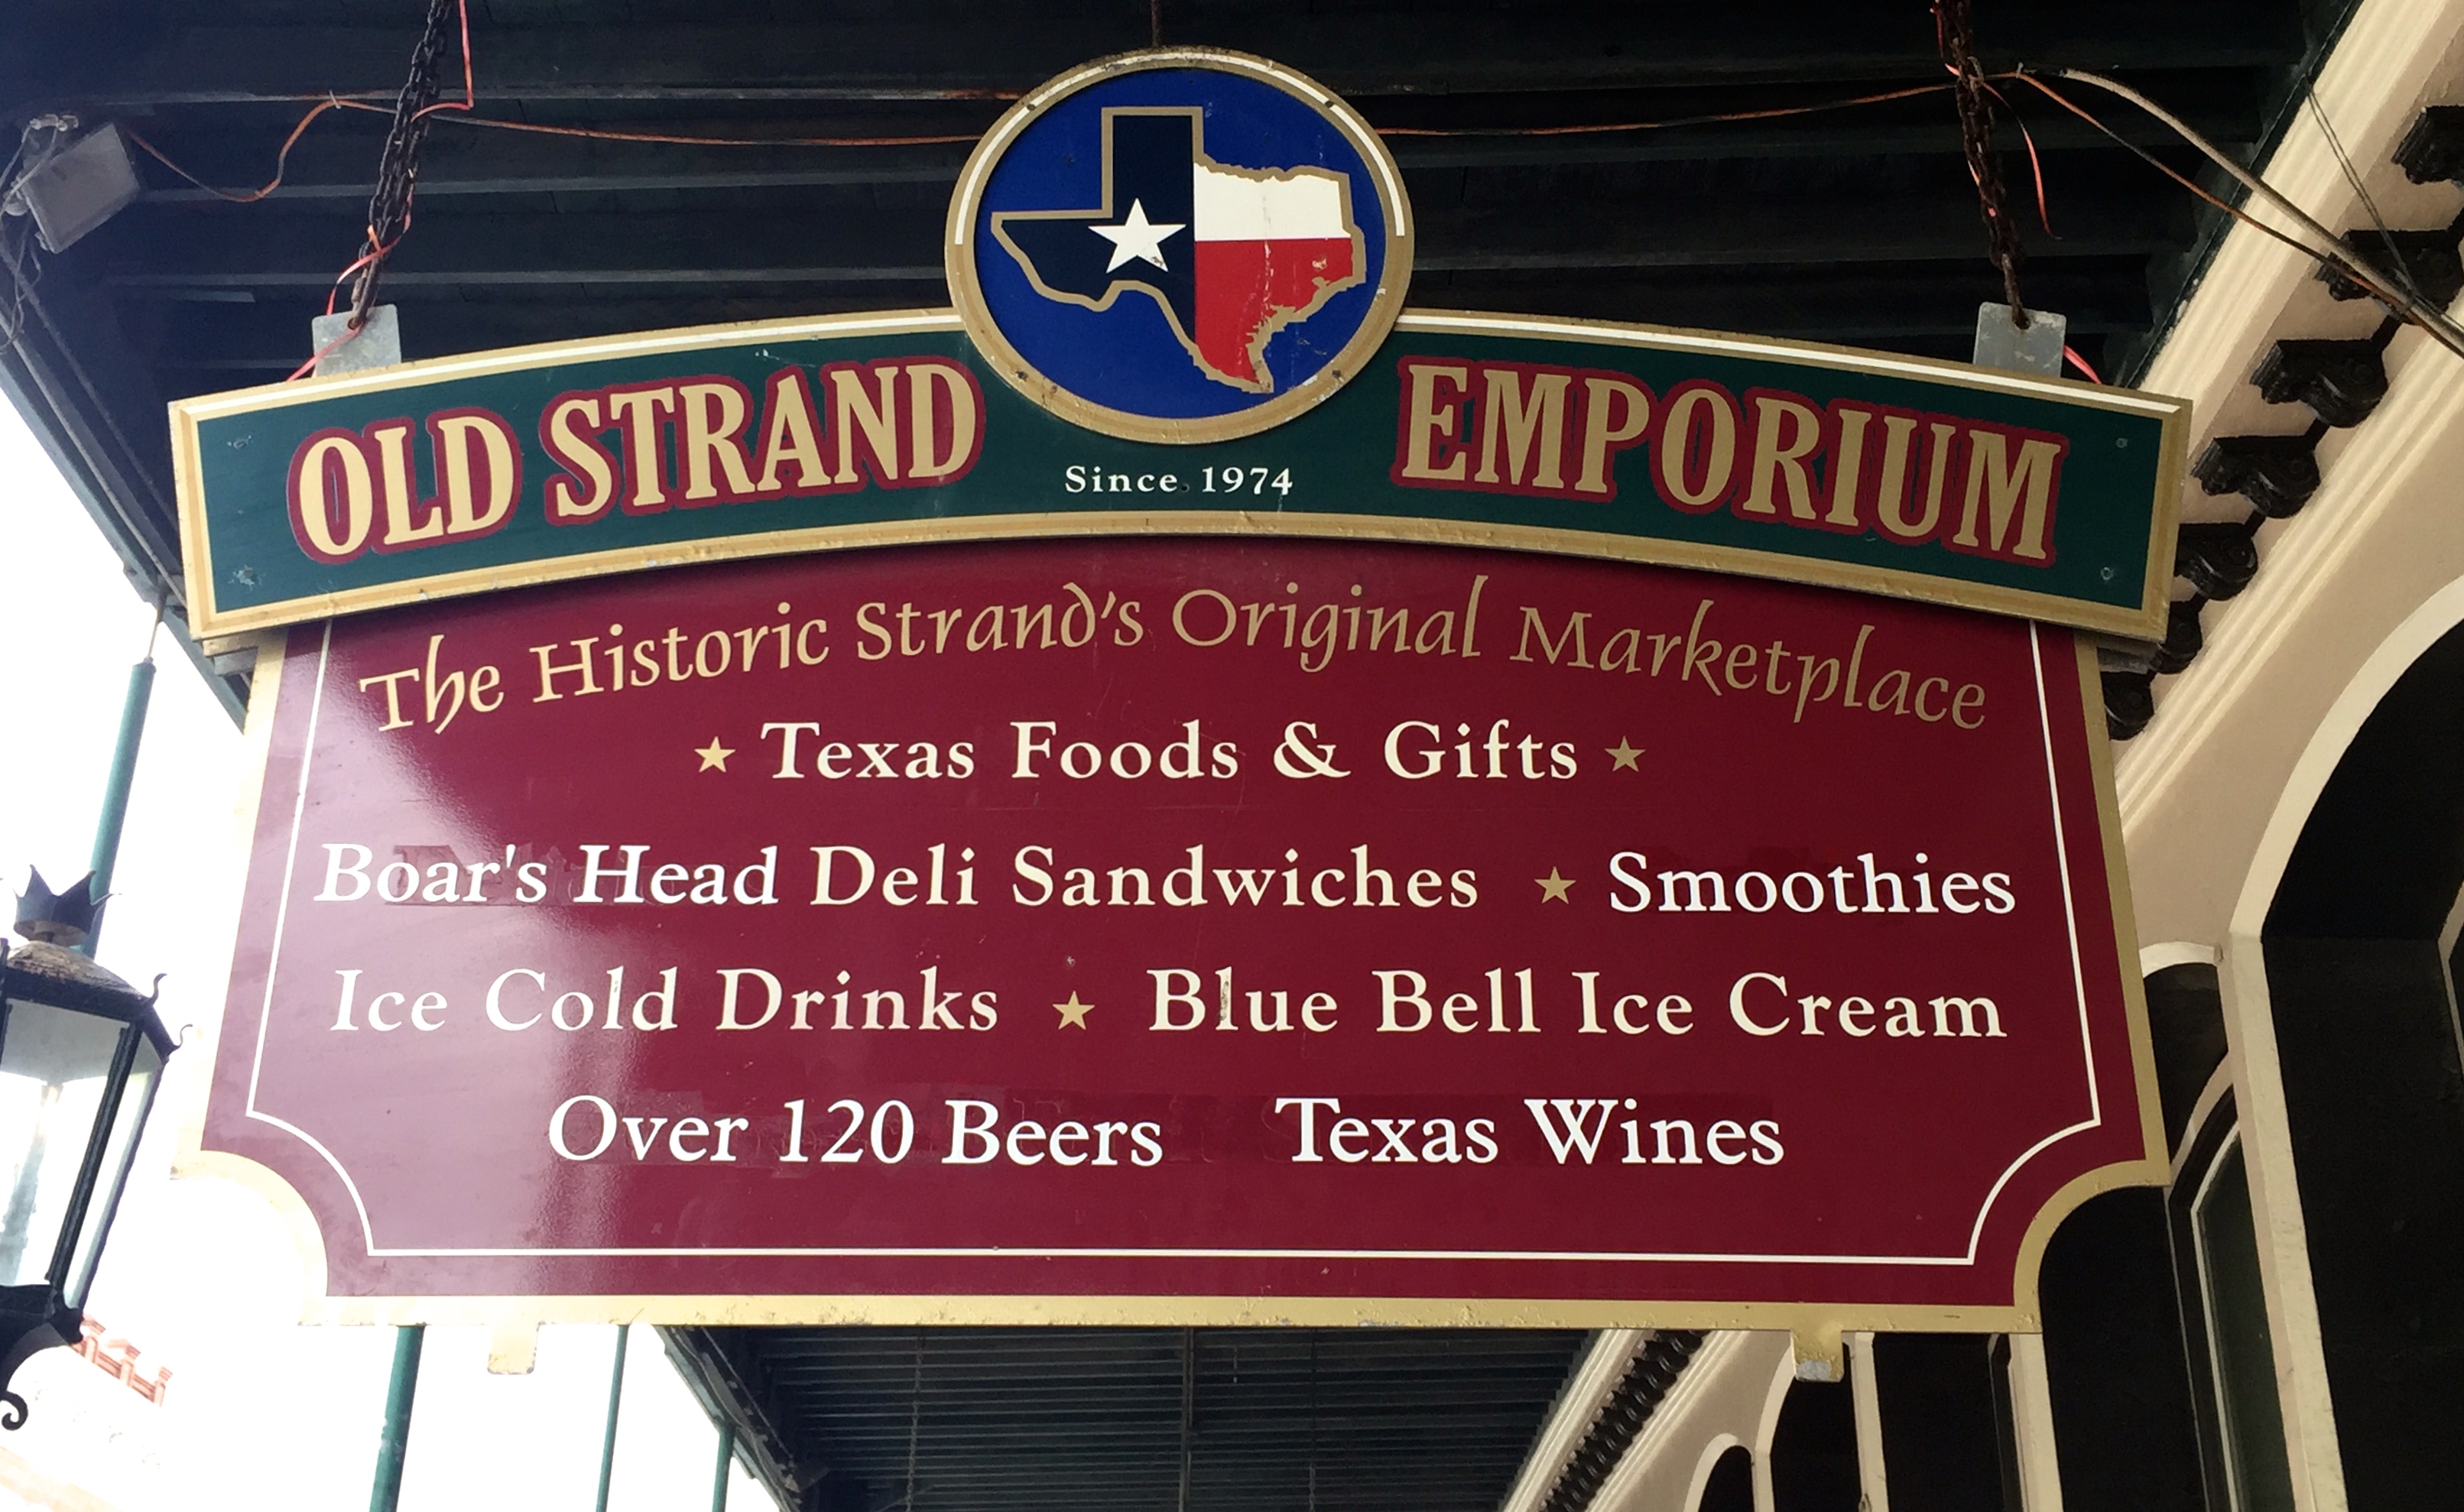 OLD STRAND EMPORIUM
Since 1974
The Historic Strand's Original Marketplace
Texas Foods & Gifts
Boar's Head Deli Sandwiches ★ Smoothies
Ice Cold Drinks ★ Blue Bell Ice Cream
Over 120 Beers Texas Wines